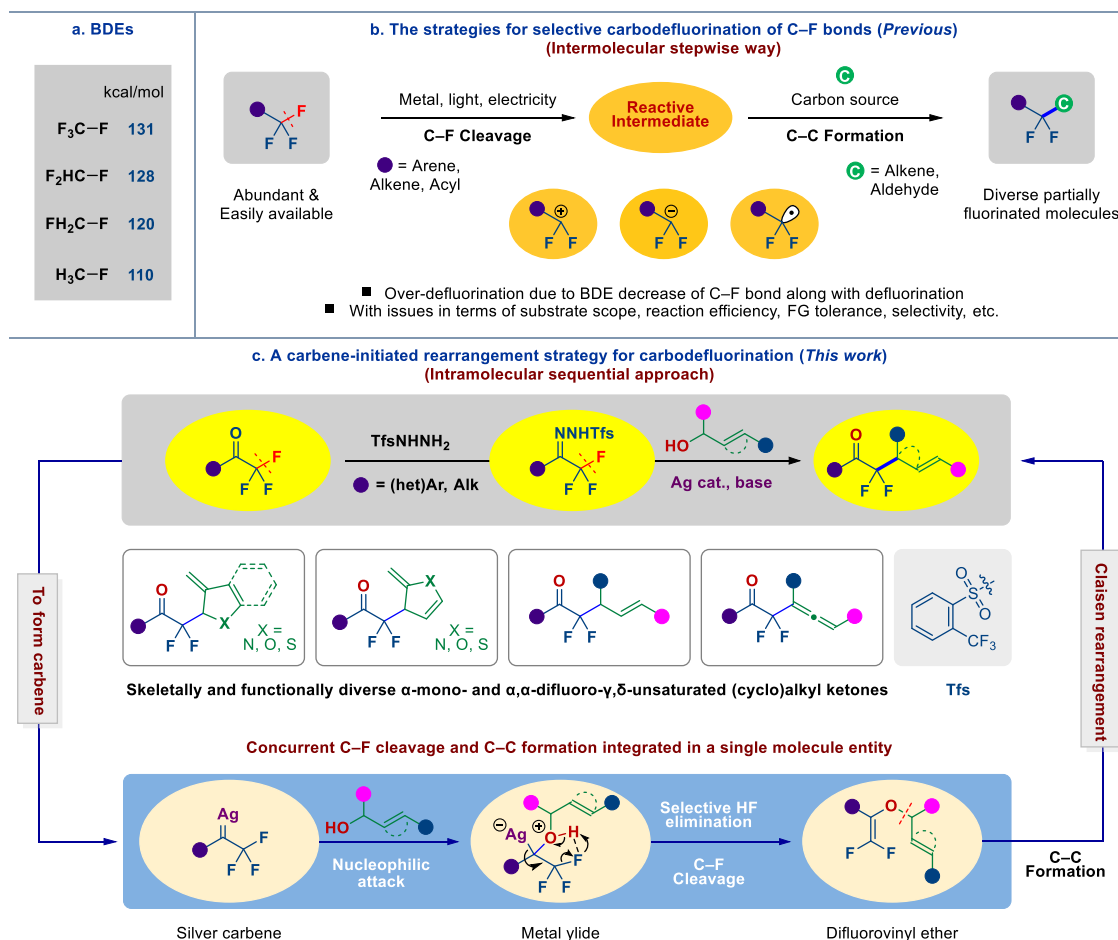 a. BDEs
kcal/mol
F3C–F 131
F2HC–F 128
FH2C–F 120
H3C–F 110
b. The strategies for selective carbodefluorination of C–F bonds (Previous)
(Intermolecular stepwise way)
F
F F
Abundant &
Easily available
Metal, light, electricity
C–F Cleavage
= Arene,
Alkene, Acyl
Reactive
Intermediate
C
Carbon source
C–C Formation
C = Alkene,
Aldehyde
C
F F
Diverse partially
fluorinated molecules
+
F F
−
F F
•
F F
Over-defluorination due to BDE decrease of C–F bond along with defluorination
With issues in terms of substrate scope, reaction efficiency, FG tolerance, selectivity, etc.
c. A carbene-initiated rearrangement strategy for carbodefluorination (This work)
(Intramolecular sequential approach)
O
F
F F
TfsNHNH2
= (het)Ar, Alk
NNHTfs
F
F F
HO
Ag cat., base
O
F F
To form carbene
O
F F
X
X =
N, O, S
O
F F
X
X =
N, O, S
O
F F
O
F F
O
S
O
CF3
Claisen rearrangement
Skeletally and functionally diverse α-mono- and α,α-difluoro-γ,δ-unsaturated (cyclo)alkyl ketones
Tfs
Concurrent C–F cleavage and C–C formation integrated in a single molecule entity
Ag
F
F
F
HO
Nucleophilic
attack
− Ag
+
O H
F
F F
Selective HF
elimination
C–F
Cleavage
O
F F
C–C
Formation
Silver carbene
Metal ylide
Difluorovinyl ether